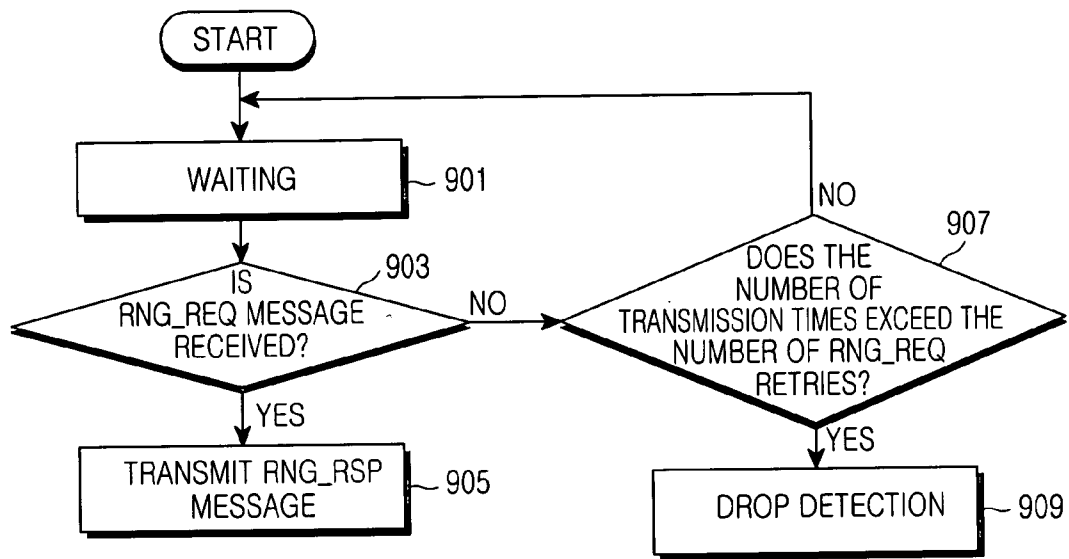 START
WAITING
901
IS
RNG_REQ MESSAGE
RECEIVED?
903
NO
YES
TRANSMIT RNG_RSP
MESSAGE
905
NO
907
DOES THE
NUMBER OF
TRANSMISSION TIMES EXCEED THE
NUMBER OF RNG_REQ
RETRIES?
YES
DROP DETECTION
909